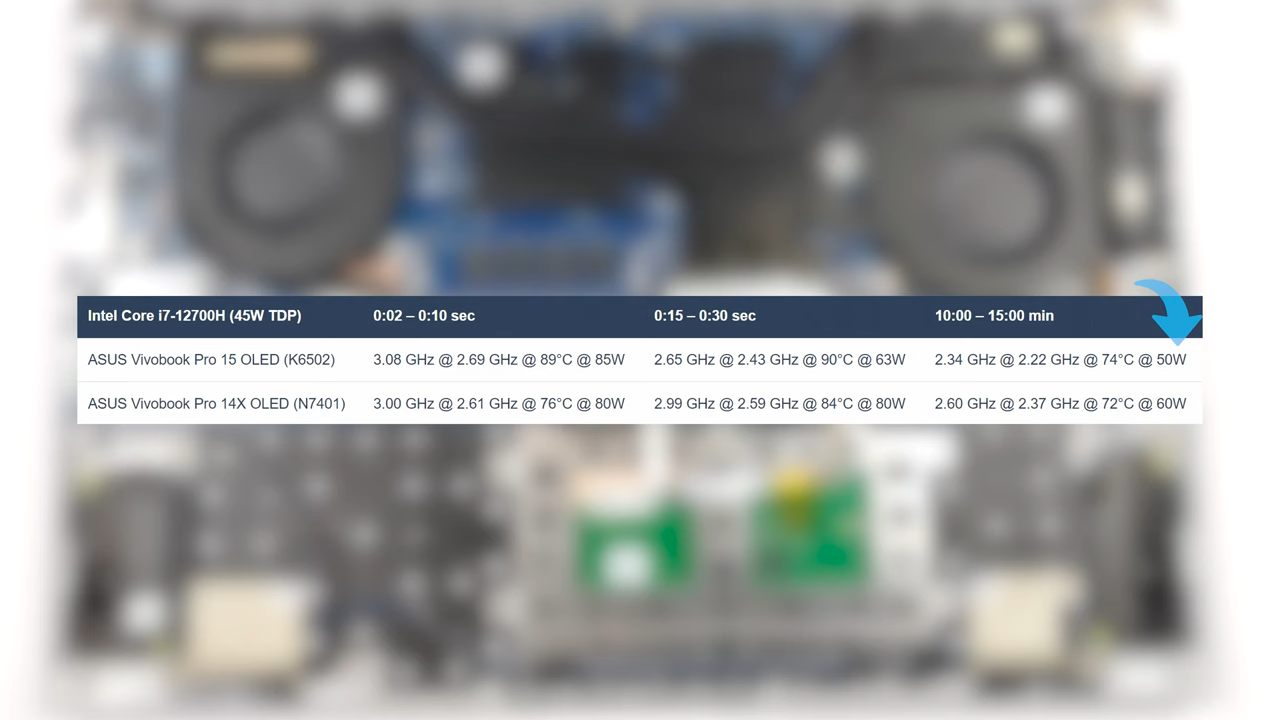 Intel Core i7-12700H (45W TDP) 0:02 – 0:10 sec 0:15 – 0:30 sec 10:00 – 15:00 min
ASUS Vivobook Pro 15 OLED (K6502) 3.08 GHz @ 2.69 GHz @ 89°C @ 85W 2.65 GHz @ 2.43 GHz @ 90°C @ 63W 2.34 GHz @ 2.22 GHz @ 74°C @ 50W
ASUS Vivobook Pro 14X OLED (N7401) 3.00 GHz @ 2.61 GHz @ 76°C @ 80W 2.99 GHz @ 2.59 GHz @ 84°C @ 80W 2.60 GHz @ 2.37 GHz @ 72°C @ 60W